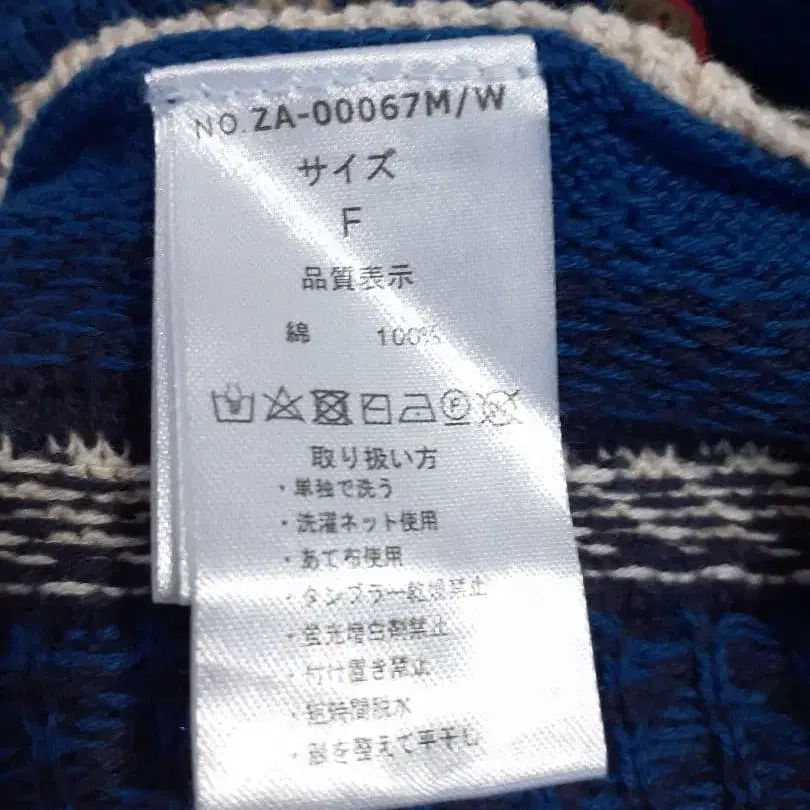 NO. ZA-00067M/W
サイズ
F
品質表示
綿 100%
取り扱い方
・単独で洗う
・洗濯ネット使用
・あて布使用
・タンブラー乾燥禁止
・蛍光増白剤禁止
・付け置き禁止
・短時間脱水
・形を整えて平干し